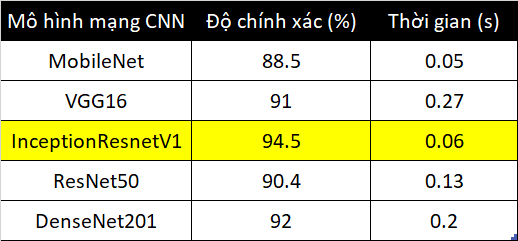 Mô hình mạng CNN Độ chính xác (%) Thời gian (s)
MobileNet 88.5 0.05
VGG16 91 0.27
InceptionResnetV1 94.5 0.06
ResNet50 90.4 0.13
DenseNet201 92 0.2